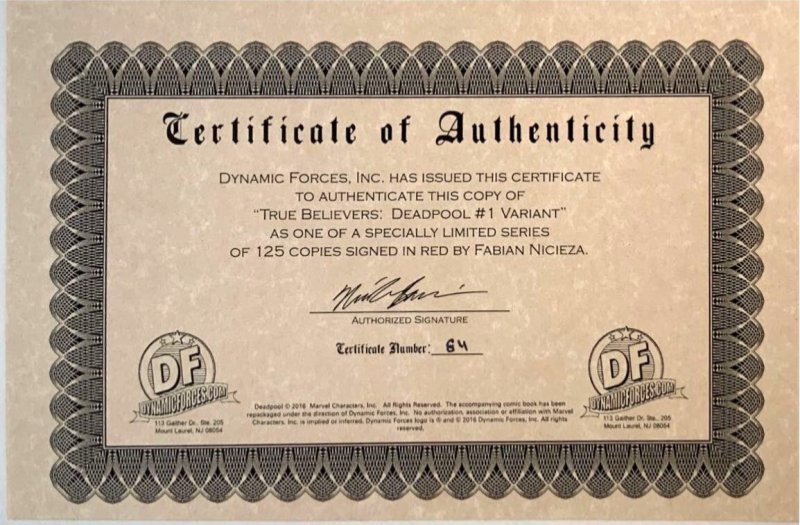 Certificate of Authenticity
DYNAMIC FORCES, INC. HAS ISSUED THIS CERTIFICATE
TO AUTHENTICATE THIS COPY OF
"TRUE BELIEVERS: DEADPOOL #1 VARIANT"
AS ONE OF A SPECIALLY LIMITED SERIES
OF 125 COPIES SIGNED IN RED BY FABIAN NICIEZA.
AUTHORIZED SIGNATURE
Certificate Number: 64
DF
DYNAMICFORCES.COM
113 Gaither Dr., Ste. 205
Mount Laurel, NJ 08054
Deadpool © 2016 Marvel Characters, Inc. All Rights Reserved. The accompanying comic book has been
repackaged under the direction of Dynamic Forces, Inc. No authorization, association or affiliation with Marvel
Characters, Inc. is implied or inferred. Dynamic Forces logo is ® and © 2016 Dynamic Forces, Inc. All rights
reserved.
DF
DYNAMICFORCES.COM
113 Gaither Dr., Ste. 205
Mount Laurel, NJ 08054